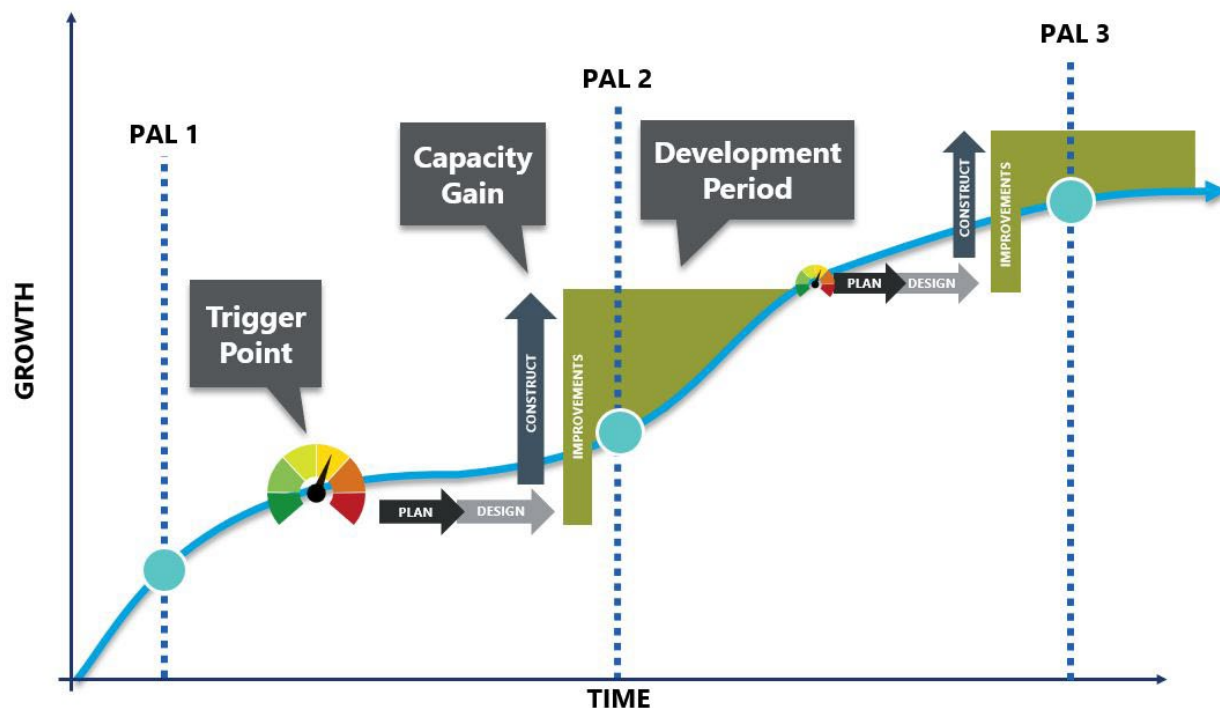 PAL 3
PAL 2
PAL 1
Capacity
Gain
Development
Period
Trigger
Point
GROWTH
CONSTRUCT
IMPROVEMENTS
PLAN
DESIGN
CONSTRUCT
IMPROVEMENTS
PLAN
DESIGN
TIME